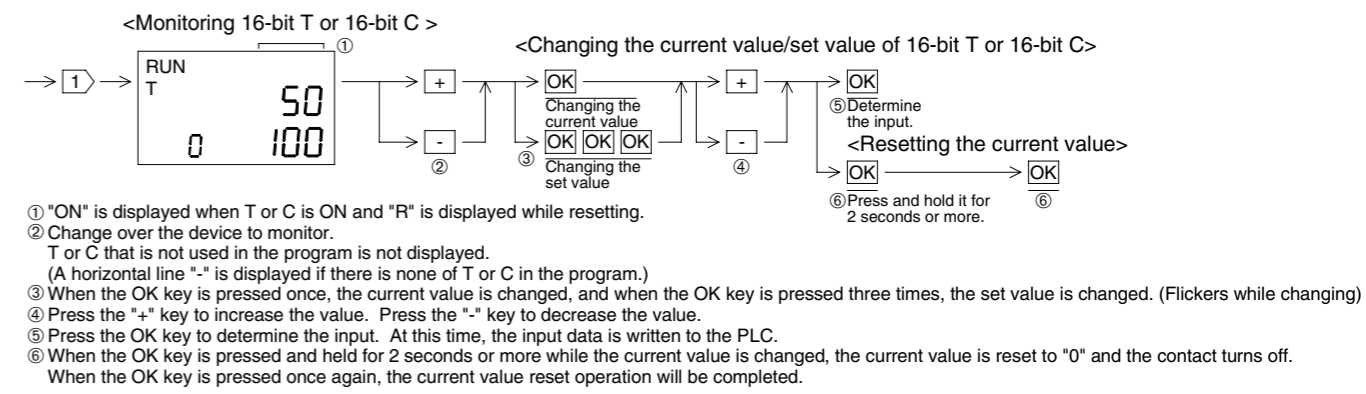 <Monitoring 16-bit T or 16-bit C >
①
<Changing the current value/set value of 16-bit T or 16-bit C>
1
RUN
T
50
0 100
+
-
②
OK
Changing the
current value
③
OK OK OK
Changing the
set value
+
-
④
OK
⑤Determine
the input.
<Resetting the current value>
OK OK
⑥Press and hold it for
2 seconds or more.
⑥
①"ON" is displayed when T or C is ON and "R" is displayed while resetting.
②Change over the device to monitor.
T or C that is not used in the program is not displayed.
(A horizontal line "-" is displayed if there is none of T or C in the program.)
③When the OK key is pressed once, the current value is changed, and when the OK key is pressed three times, the set value is changed. (Flickers while changing)
④Press the "+" key to increase the value. Press the "-" key to decrease the value.
⑤Press the OK key to determine the input. At this time, the input data is written to the PLC.
⑥When the OK key is pressed and held for 2 seconds or more while the current value is changed, the current value is reset to "0" and the contact turns off.
When the OK key is pressed once again, the current value reset operation will be completed.